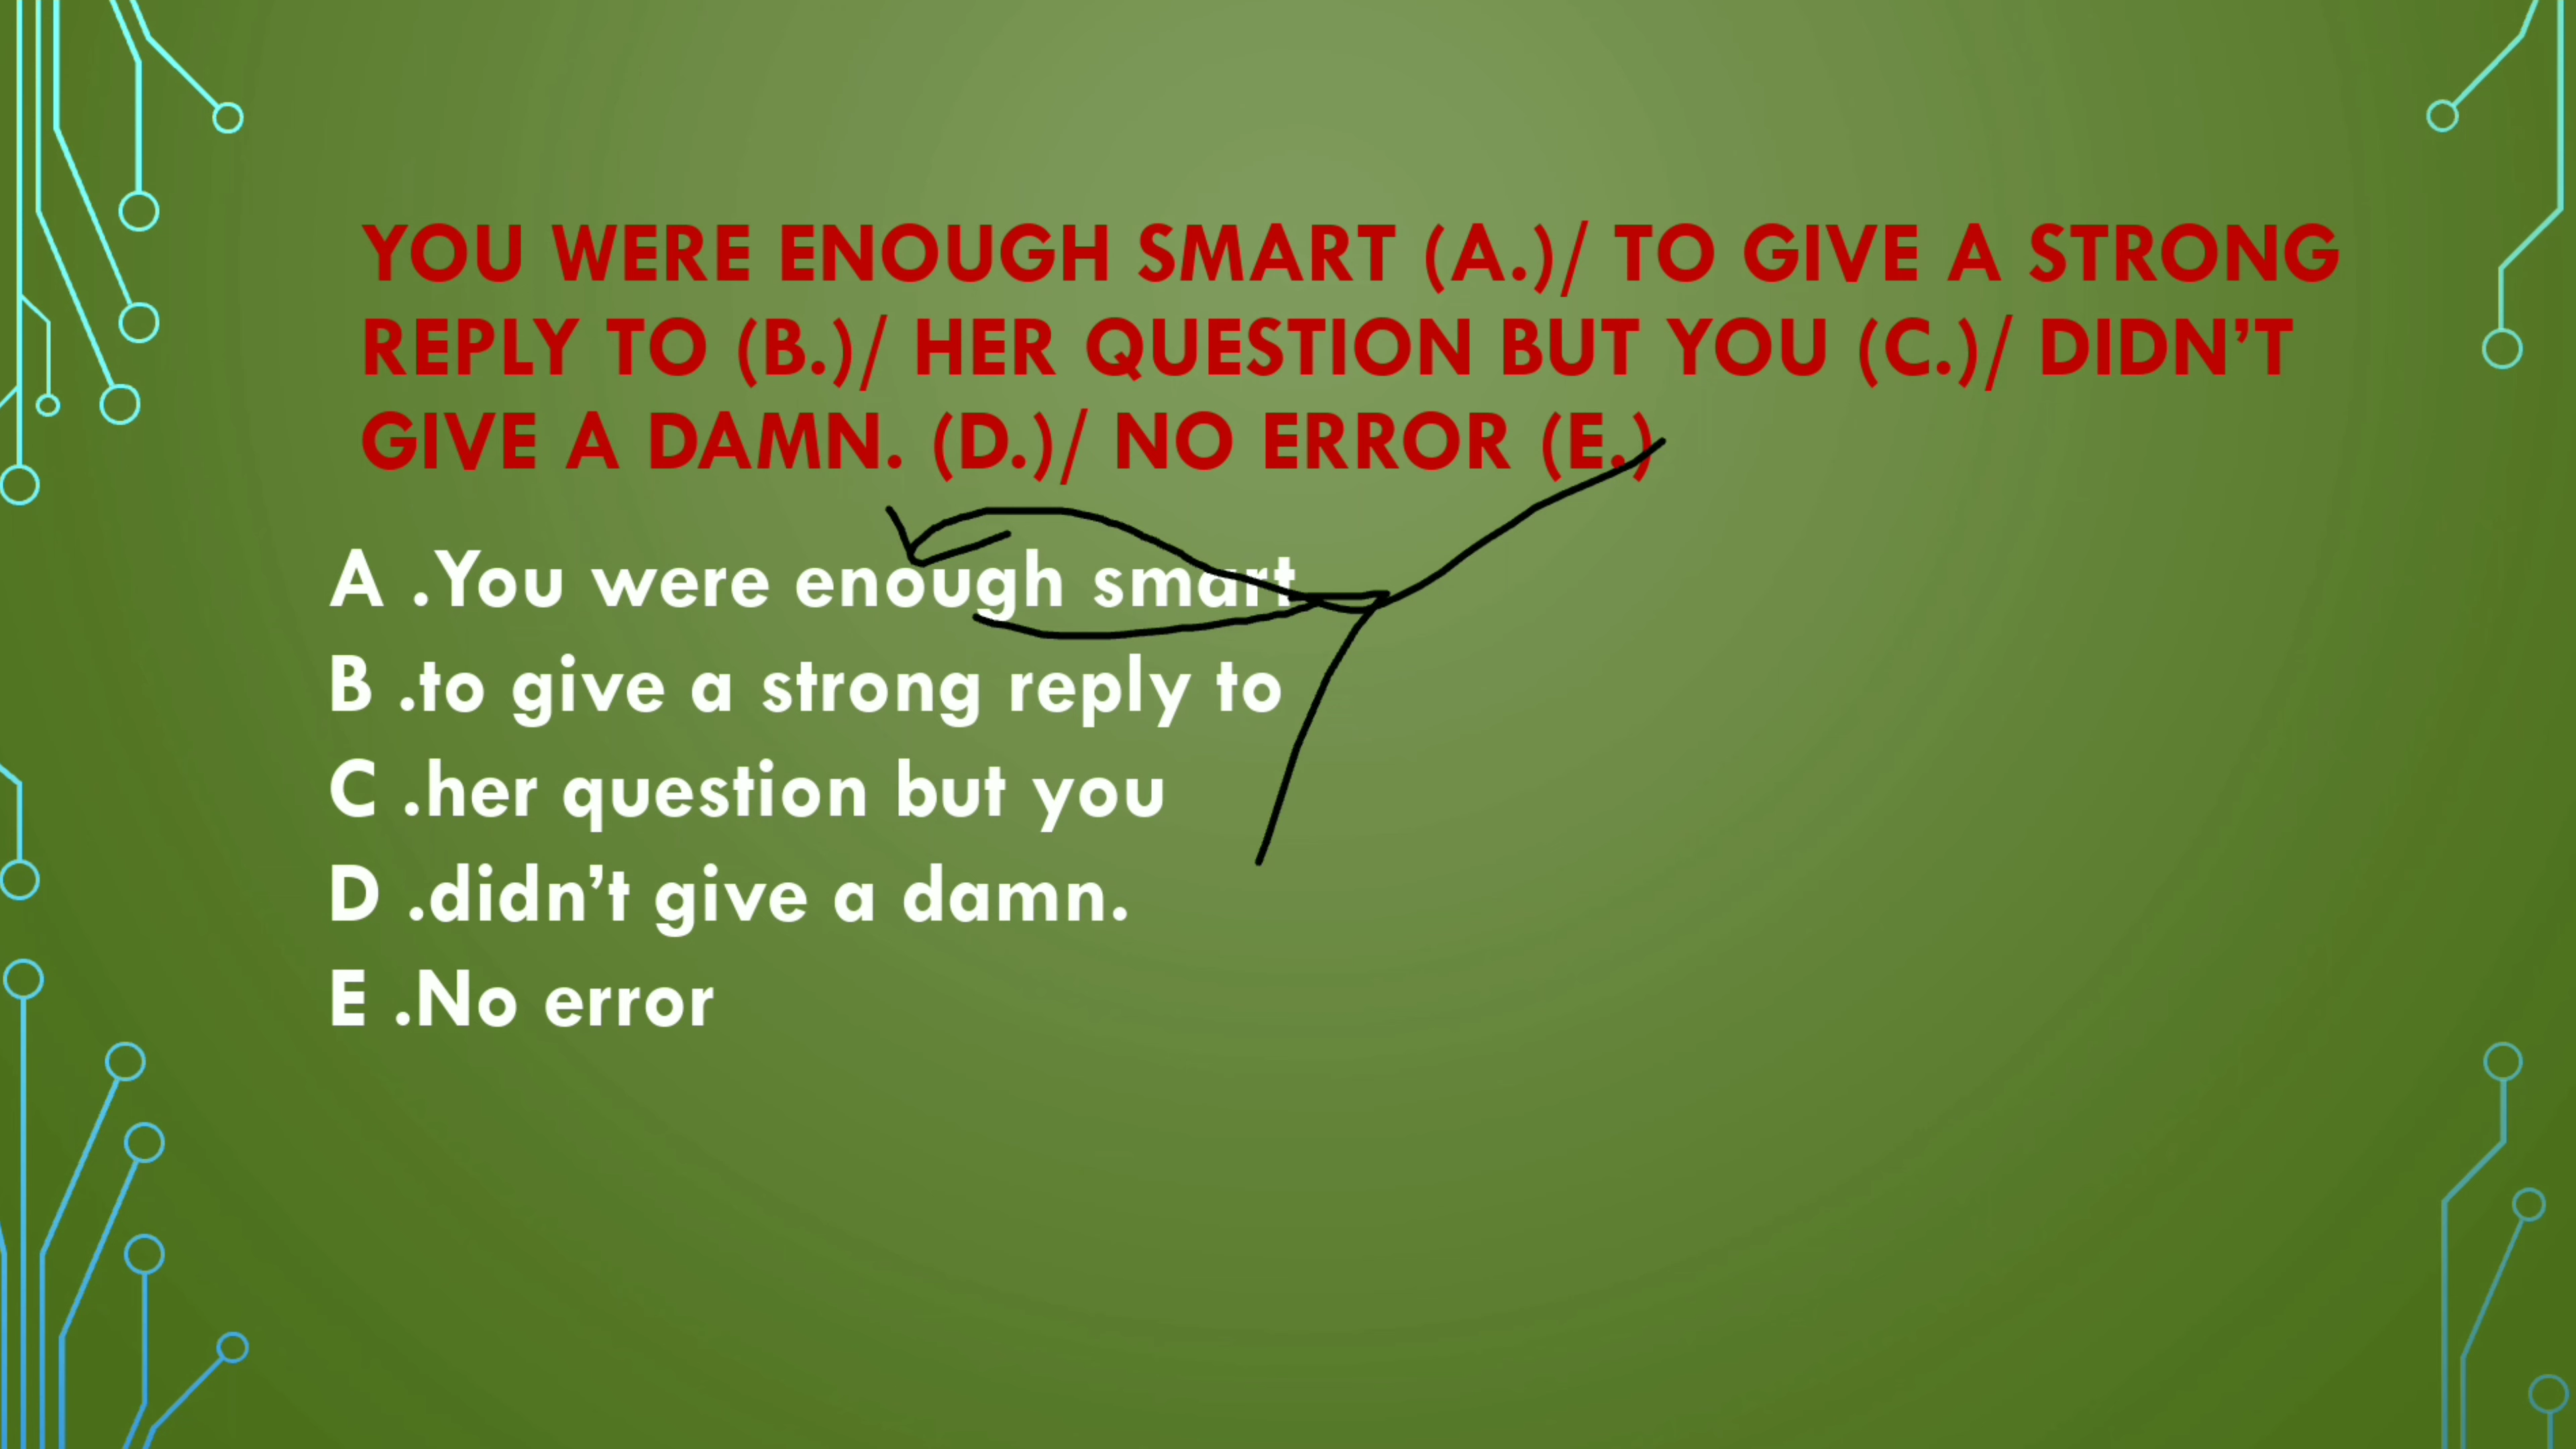 YOU WERE ENOUGH SMART (A.)/ TO GIVE A STRONG
REPLY TO (B.)/ HER QUESTION BUT YOU (C.)/ DIDN’T
GIVE A DAMN. (D.)/ NO ERROR (E.)
A .You were enough smart
B .to give a strong reply to
C .her question but you
D .didn’t give a damn.
E .No error